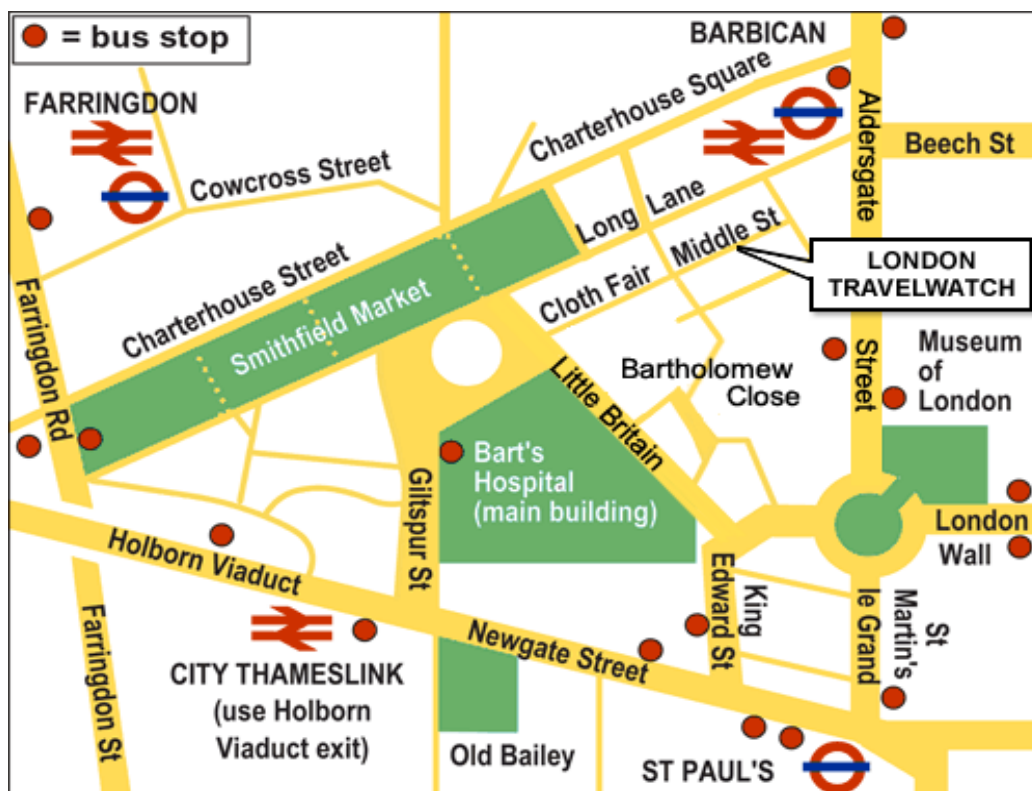 = bus stop
BARBICAN
FARRINGDON
Charterhouse Square
Aldersgate
Beech St
Cowcross Street
Long Lane
Middle St
LONDON
TRAVELWATCH
Charterhouse Street
Smithfield Market
Cloth Fair
Farringdon Rd
Street
Museum
of
London
Bartholomew
Close
Little Britain
Bart's
Hospital
(main building)
Giltspur St
London
Wall
Holborn Viaduct
King
Edward St
St
Martin's
le Grand
Farringdon St
Newgate Street
CITY THAMESLINK
(use Holborn
Viaduct exit)
Old Bailey
ST PAUL'S